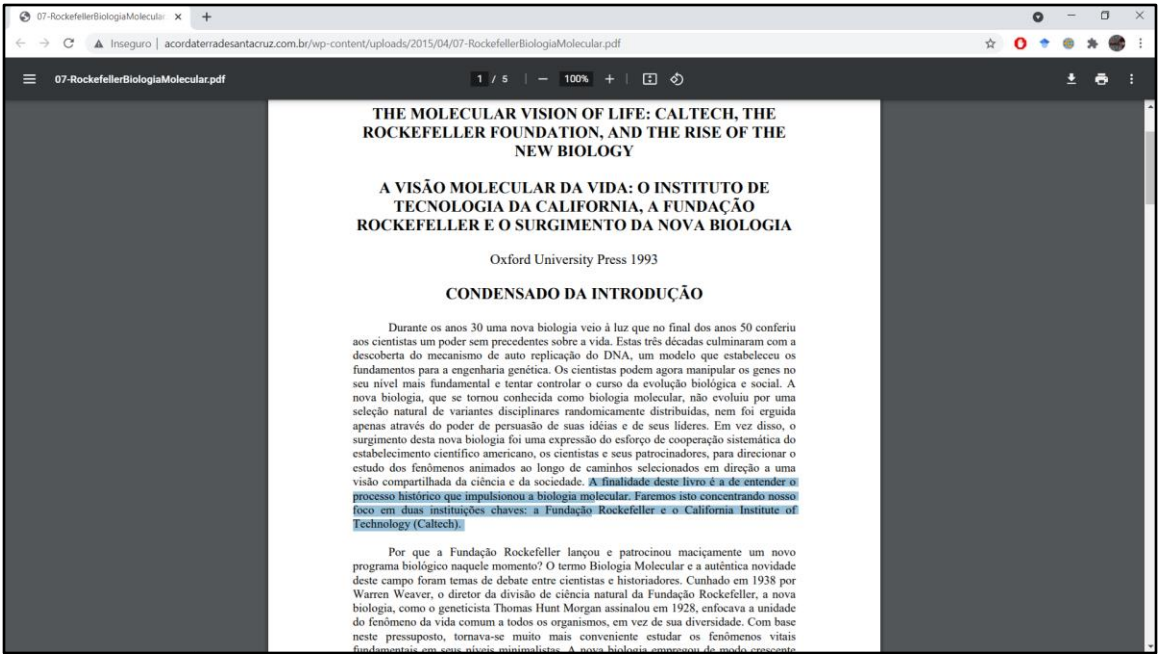 07-RockefellerBiologiaMolecular
Inseguro | acordaterradesantacruz.com.br/wp-content/uploads/2015/04/07-RockefellerBiologiaMolecular.pdf
07-RockefellerBiologiaMolecular.pdf
1 / 5
100%
THE MOLECULAR VISION OF LIFE: CALTECH, THE
ROCKEFELLER FOUNDATION, AND THE RISE OF THE
NEW BIOLOGY
A VISÃO MOLECULAR DA VIDA: O INSTITUTO DE
TECNOLOGIA DA CALIFORNIA, A FUNDAÇÃO
ROCKEFELLER E O SURGIMENTO DA NOVA BIOLOGIA
Oxford University Press 1993
CONDENSADO DA INTRODUÇÃO
Durante os anos 30 uma nova biologia veio à luz que no final dos anos 50 conferiu
aos cientistas um poder sem precedentes sobre a vida. Estas três décadas culminaram com a
descoberta do mecanismo de auto replicação do DNA, um modelo que estabeleceu os
fundamentos para a engenharia genética. Os cientistas podem agora manipular os genes no
seu nível mais fundamental e tentar controlar o curso da evolução biológica e social. A
nova biologia, que se tornou conhecida como biologia molecular, não evoluiu por uma
seleção natural de variantes disciplinares randomicamente distribuídas, nem foi erguida
apenas através do poder de persuasão de suas idéias e de seus líderes. Em vez disso, o
surgimento desta nova biologia foi uma expressão do esforço de cooperação sistemática do
estabelecimento científico americano, os cientistas e seus patrocinadores, para direcionar o
estudo dos fenômenos animados ao longo de caminhos selecionados em direção a uma
visão compartilhada da ciência e da sociedade. A finalidade deste livro é a de entender o
processo histórico que impulsionou a biologia molecular. Faremos isto concentrando nosso
foco em duas instituições chaves: a Fundação Rockefeller e o California Institute of
Technology (Caltech).
Por que a Fundação Rockefeller lançou e patrocinou maciçamente um novo
programa biológico naquele momento? O termo Biologia Molecular e a autêntica novidade
deste campo foram temas de debate entre cientistas e historiadores. Cunhado em 1938 por
Warren Weaver, o diretor da divisão de ciência natural da Fundação Rockefeller, a nova
biologia, como o geneticista Thomas Hunt Morgan assinalou em 1928, enfocava a unidade
do fenômeno da vida comum a todos os organismos, em vez de sua diversidade. Com base
neste pressuposto, tornava-se muito mais conveniente estudar os fenômenos vitais
fundamentais em seus níveis minimalistas. A nova biologia empregou de modo crescente